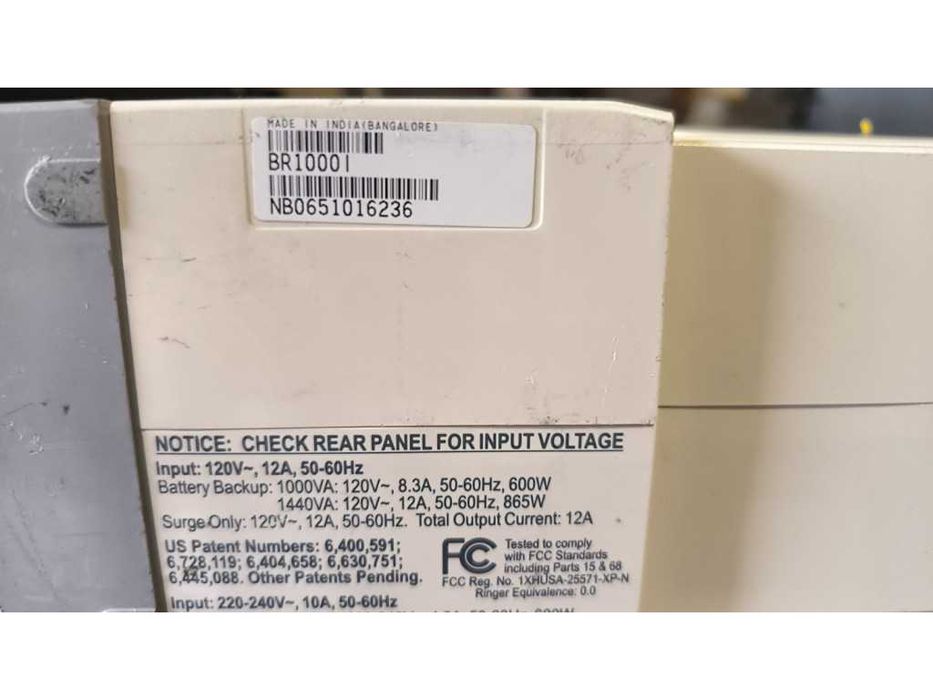 MADE IN INDIA(BANGALORE)
BR1000I
NB0651016236
NOTICE: CHECK REAR PANEL FOR INPUT VOLTAGE
Input: 120V~, 12A, 50-60Hz
Battery Backup: 1000VA: 120V~, 8.3A, 50-60Hz, 600W
1440VA: 120V~, 12A, 50-60Hz, 865W
Surge Only: 120V~, 12A, 50-60Hz. Total Output Current: 12A
US Patent Numbers: 6,400,591;
6,728,119; 6,404,658; 6,630,751;
6,445,088. Other Patents Pending.
FC
Tested to comply
with FCC Standards
including Parts 15 & 68
FCC Reg. No. 1XHUSA-25571-XP-N
Ringer Equivalence: 0.0
Input: 220-240V~, 10A, 50-60Hz